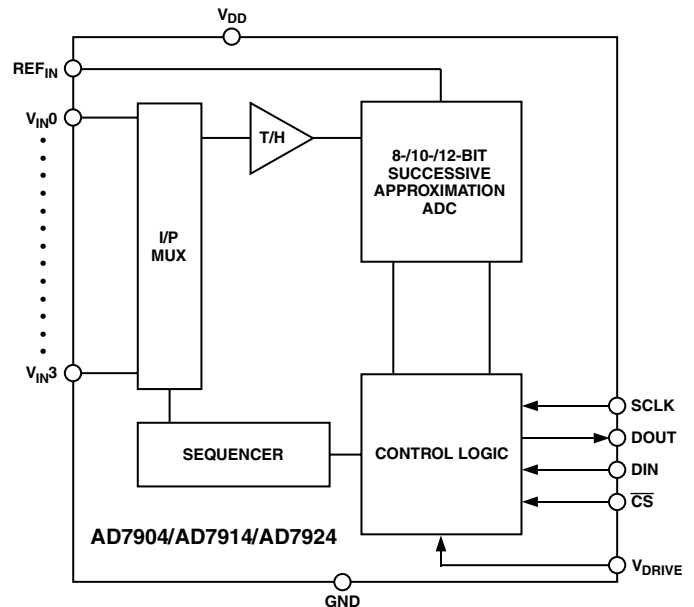 VDD
REFIN
VIN0
T/H
8-/10-/12-BIT
SUCCESSIVE
APPROXIMATION
ADC
I/P
MUX
VIN3
SEQUENCER
CONTROL LOGIC
SCLK
DOUT
DIN
C̅S̅
AD7904/AD7914/AD7924
VDRIVE
GND